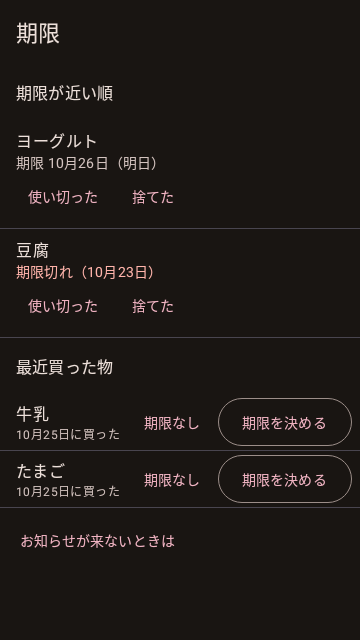 期限
期限が近い順
ヨーグルト
期限 10月26日（明日）
使い切った 捨てた
豆腐
期限切れ（10月23日）
使い切った 捨てた
最近買った物
牛乳
10月25日に買った
期限なし
期限を決める
たまご
10月25日に買った
期限なし
期限を決める
お知らせが来ないときは